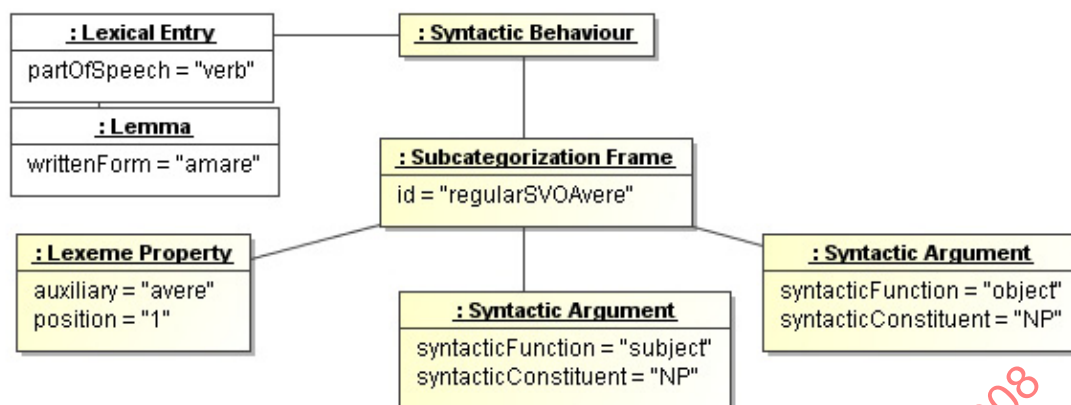 : Lexical Entry
partOfSpeech = "verb"
: Syntactic Behaviour
: Lemma
writtenForm = "amare"
: Subcategorization Frame
id = "regularSVOAvere"
: Lexeme Property
auxiliary = "avere"
position = "1"
: Syntactic Argument
syntacticFunction = "subject"
syntacticConstituent = "NP"
: Syntactic Argument
syntacticFunction = "object"
syntacticConstituent = "NP"